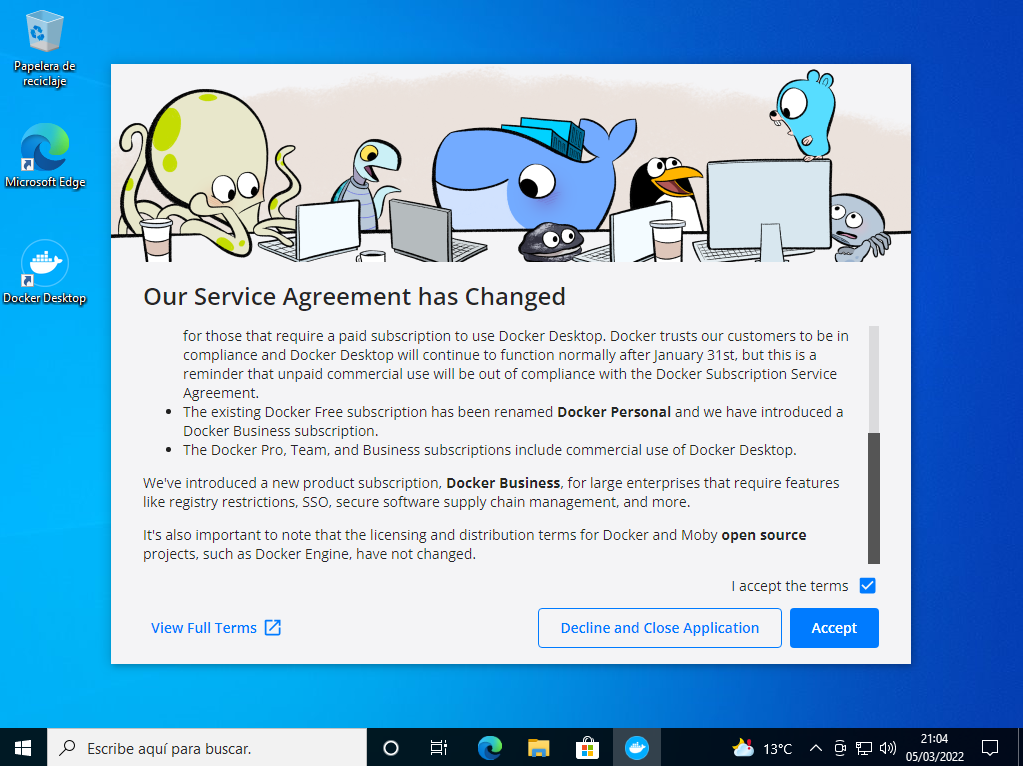 Papelera de
reciclaje
Microsoft Edge
Docker Desktop
Our Service Agreement has Changed
for those that require a paid subscription to use Docker Desktop. Docker trusts our customers to be in
compliance and Docker Desktop will continue to function normally after January 31st, but this is a
reminder that unpaid commercial use will be out of compliance with the Docker Subscription Service
Agreement.
• The existing Docker Free subscription has been renamed Docker Personal and we have introduced a
Docker Business subscription.
• The Docker Pro, Team, and Business subscriptions include commercial use of Docker Desktop.
We've introduced a new product subscription, Docker Business, for large enterprises that require features
like registry restrictions, SSO, secure software supply chain management, and more.
It's also important to note that the licensing and distribution terms for Docker and Moby open source
projects, such as Docker Engine, have not changed.
I accept the terms
View Full Terms
Decline and Close Application
Accept
Escribe aquí para buscar.
13°C
21:04
05/03/2022